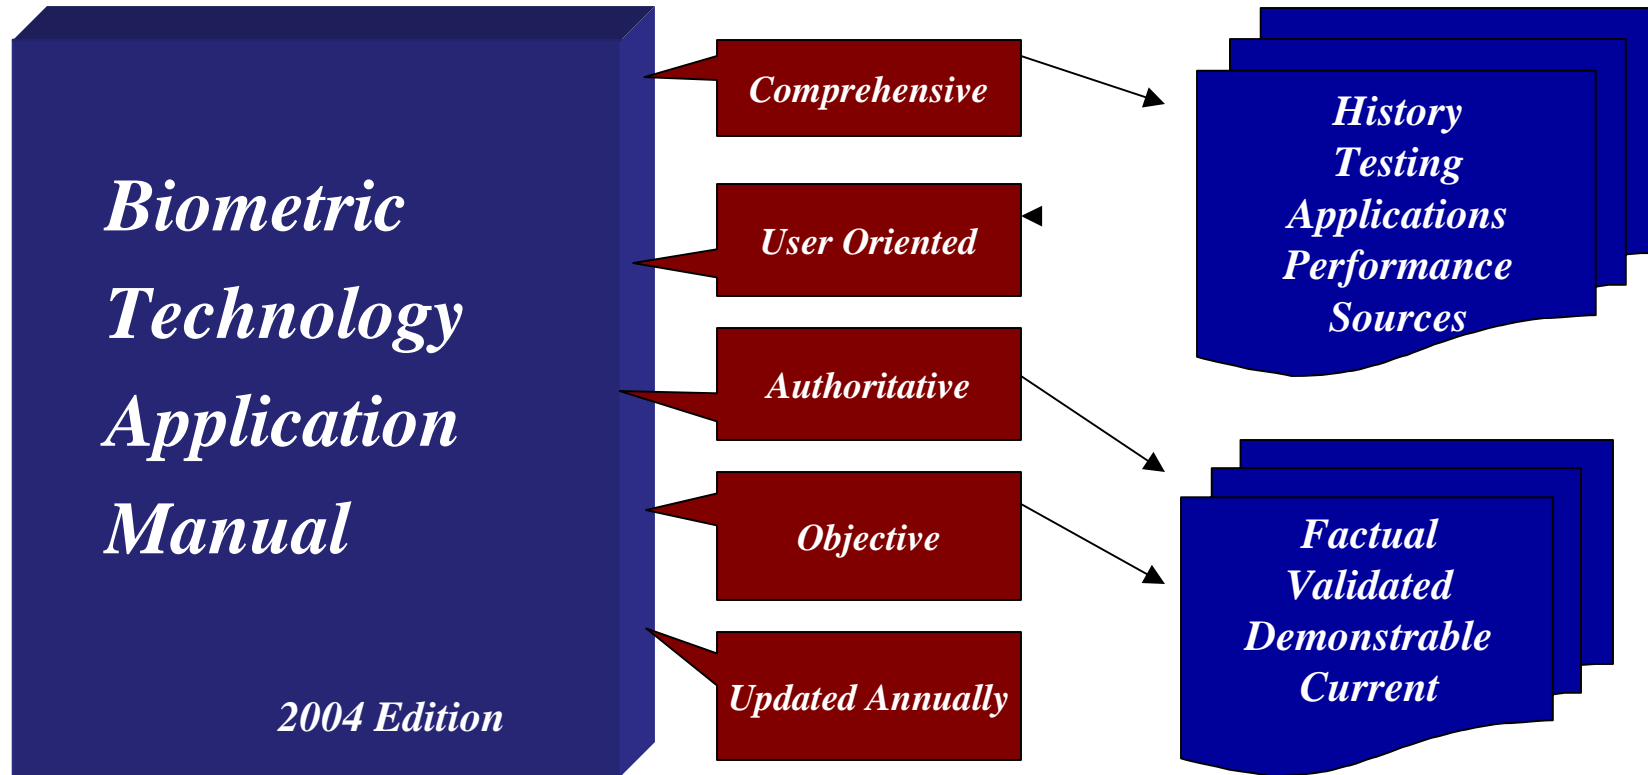 Biometric
Technology
Application
Manual
2004 Edition
Comprehensive
User Oriented
Authoritative
Objective
Updated Annually
History
Testing
Applications
Performance
Sources
Factual
Validated
Demonstrable
Current